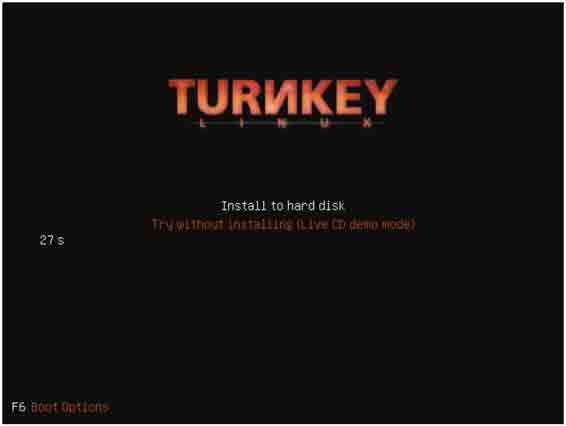 TURNKEY
LINUX
Install to hard disk
Try without installing (Live CD demo mode)
27 s
F6 Boot Options